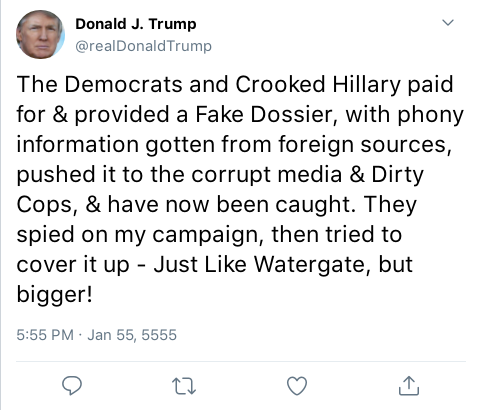 Donald J. Trump
@realDonaldTrump
The Democrats and Crooked Hillary paid
for & provided a Fake Dossier, with phony
information gotten from foreign sources,
pushed it to the corrupt media & Dirty
Cops, & have now been caught. They
spied on my campaign, then tried to
cover it up - Just Like Watergate, but
bigger!
5:55 PM · Jan 55, 5555